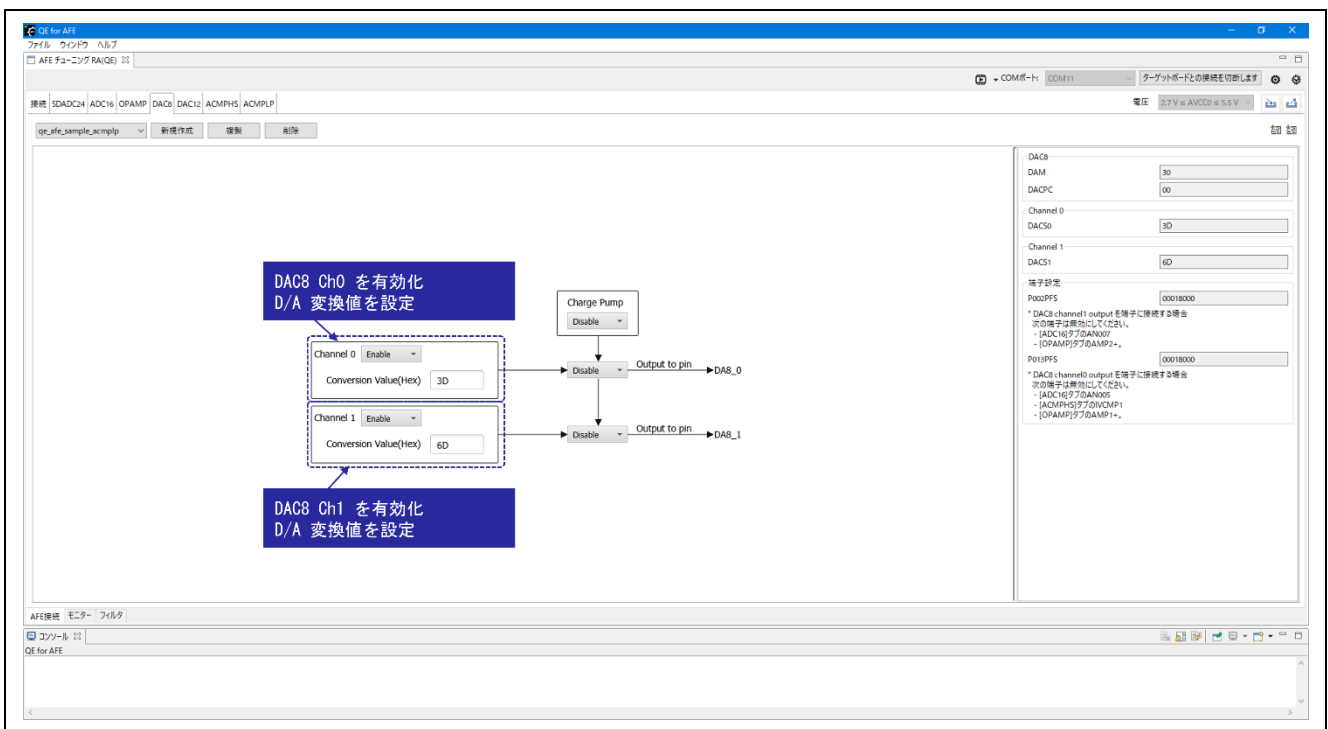 QE for AFE
ファイル ウィンドウ ヘルプ
AFE チューニング RA(QE)
COMポート: COM11 ターゲットボードとの接続を切断します
接続 SDADC24 ADC16 OPAMP DAC8 DAC12 ACMPHS ACMPLP
電圧 2.7 V ≤ AVCC0 ≤ 5.5 V
qe_afe_sample_acmplp 新規作成 複製 削除
DAC8 Ch0 を有効化
D/A 変換値を設定
Charge Pump
Disable
Channel 0 Enable
Conversion Value(Hex) 3D
Disable Output to pin DA8_0
Channel 1 Enable
Conversion Value(Hex) 6D
Disable Output to pin DA8_1
DAC8 Ch1 を有効化
D/A 変換値を設定
DAC8
DAM 30
DACPC 00
Channel 0
DACS0 3D
Channel 1
DACS1 6D
端子設定
P002PFS 00018000
* DAC8 channel1 output を端子に接続する場合
次の端子は無効にしてください。
- [ADC16]タブのAN007
- [OPAMP]タブのAMP2+。
P013PFS 00018000
* DAC8 channel0 output を端子に接続する場合
次の端子は無効にしてください。
- [ADC16]タブのAN005
- [ACMPHS]タブのIVCMP1
- [OPAMP]タブのAMP1+。
AFE接続 モニター フィルタ
コンソール
QE for AFE